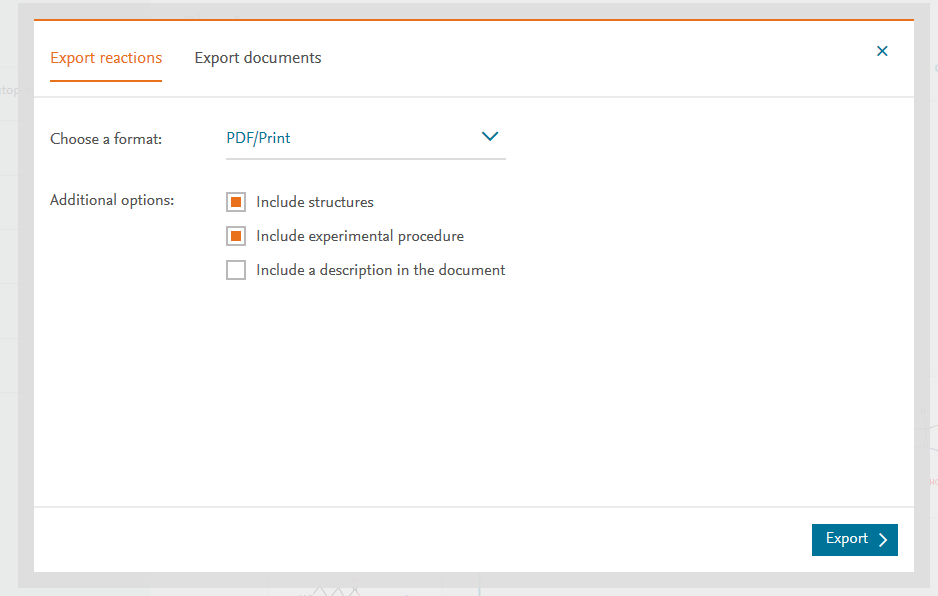 Export reactions Export documents
Choose a format: PDF/Print
Additional options: Include structures
Include experimental procedure
Include a description in the document
Export